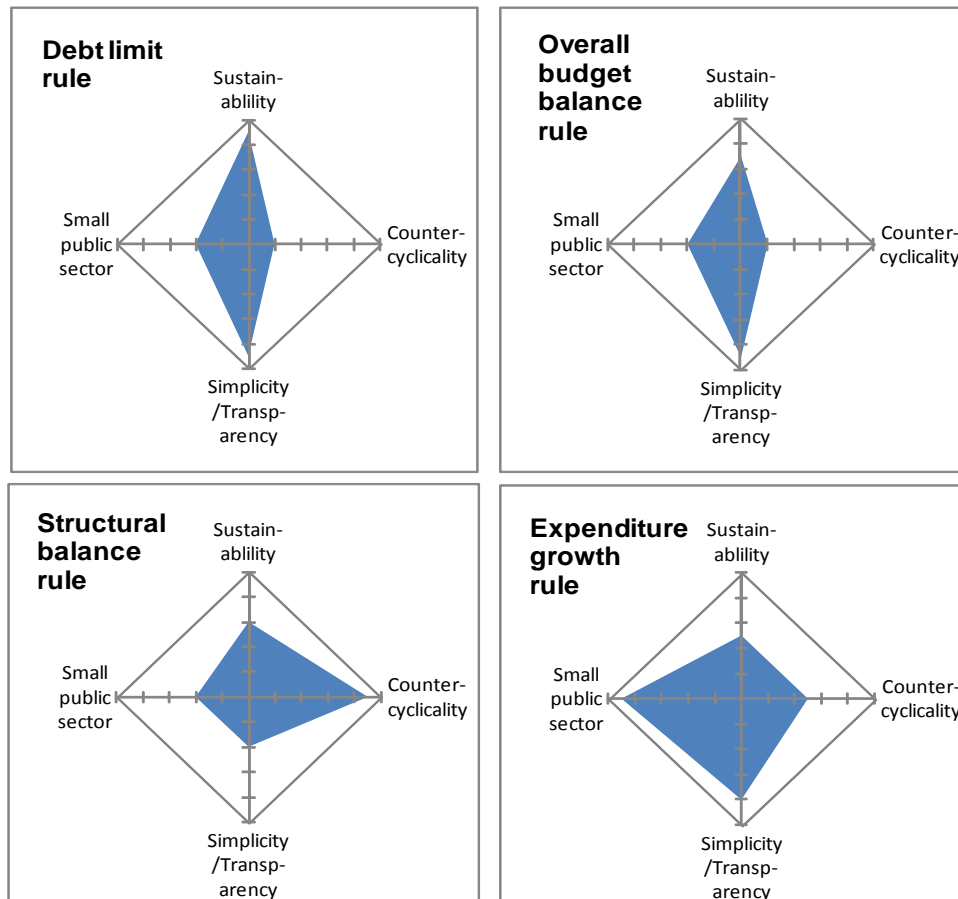 Debt limit
rule
Sustain-
ablility
Small
public
sector
Counter-
cyclicality
Simplicity
/Transp-
arency
Overall
budget
balance
rule
Sustain-
ablility
Small
public
sector
Counter-
cyclicality
Simplicity
/Transp-
arency
Structural
balance
rule
Sustain-
ablility
Small
public
sector
Counter-
cyclicality
Simplicity
/Transp-
arency
Expenditure
growth
rule
Sustain-
ablility
Small
public
sector
Counter-
cyclicality
Simplicity
/Transp-
arency